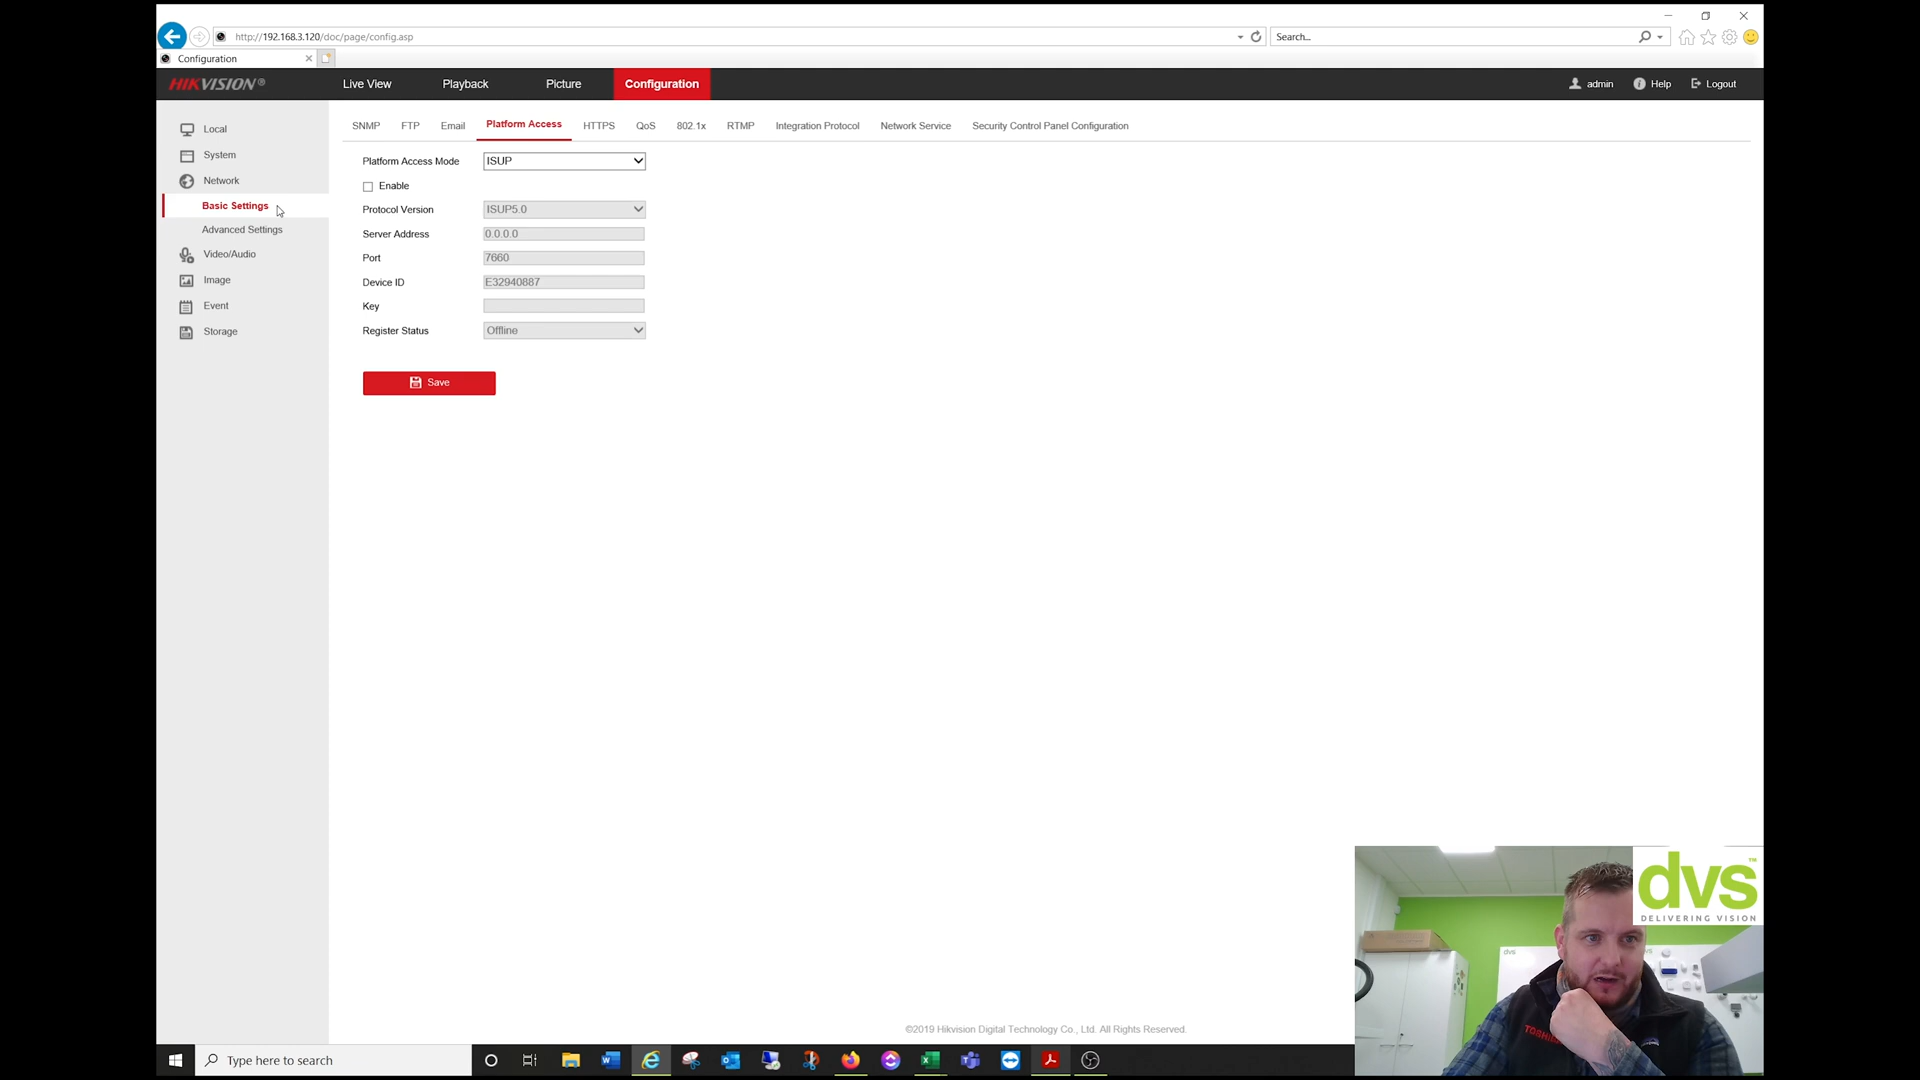 http://192.168.3.120/doc/page/config.asp
Search...
Configuration
HIKVISION®
Live View
Playback
Picture
Configuration
admin
Help
Logout
Local
System
Network
Basic Settings
Advanced Settings
Video/Audio
Image
Event
Storage
SNMP
FTP
Email
Platform Access
HTTPS
QoS
802.1x
RTMP
Integration Protocol
Network Service
Security Control Panel Configuration
Platform Access Mode ISUP
Enable
Protocol Version ISUP5.0
Server Address 0.0.0.0
Port 7660
Device ID E32940887
Key
Register Status Offline
Save
©2019 Hikvision Digital Technology Co., Ltd. All Rights Reserved.
dvs™
DELIVERING VISION
dvs
Type here to search